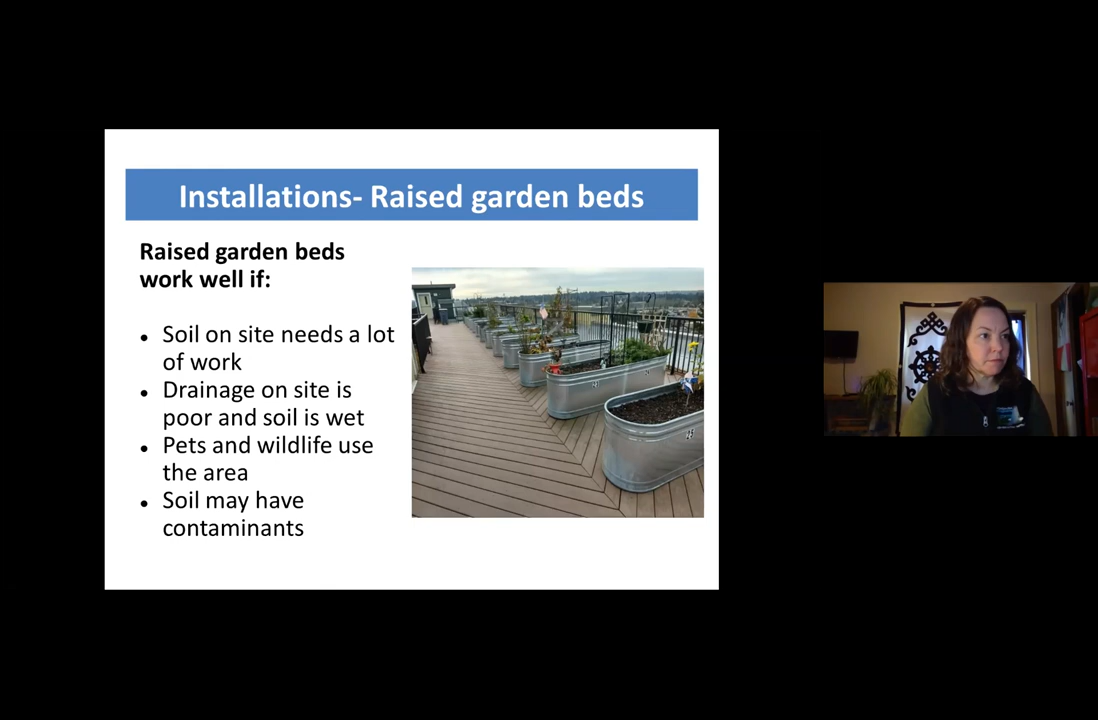 Installations- Raised garden beds
Raised garden beds
work well if:
● Soil on site needs a lot
of work
● Drainage on site is
poor and soil is wet
● Pets and wildlife use
the area
● Soil may have
contaminants